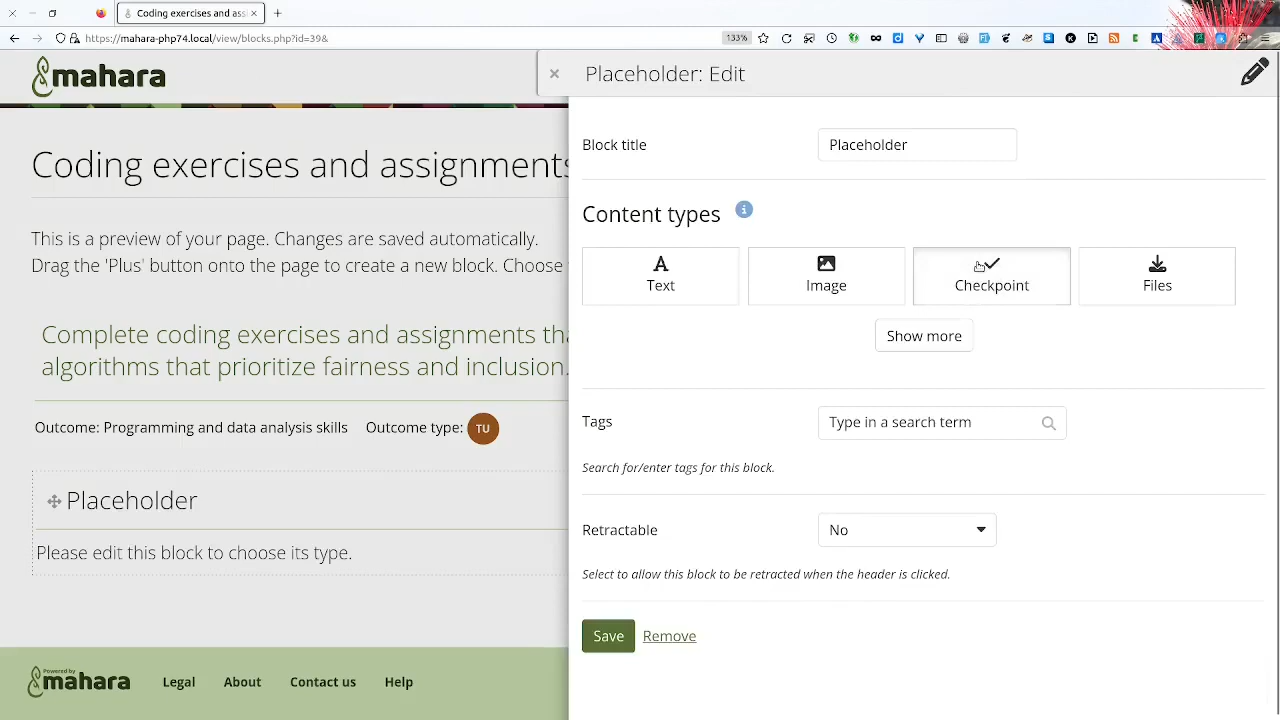 Coding exercises and ass
https://mahara-php74.local/view/blocks.php?id=39&
133%
mahara
Placeholder: Edit
Coding exercises and assignments
This is a preview of your page. Changes are saved automatically.
Drag the 'Plus' button onto the page to create a new block. Choose
Complete coding exercises and assignments tha
algorithms that prioritize fairness and inclusion.
Outcome: Programming and data analysis skills Outcome type: TU
Placeholder
Please edit this block to choose its type.
Block title Placeholder
Content types
Text Image Checkpoint Files
Show more
Tags Type in a search term
Search for/enter tags for this block.
Retractable No
Select to allow this block to be retracted when the header is clicked.
Save Remove
Powered by
mahara Legal About Contact us Help